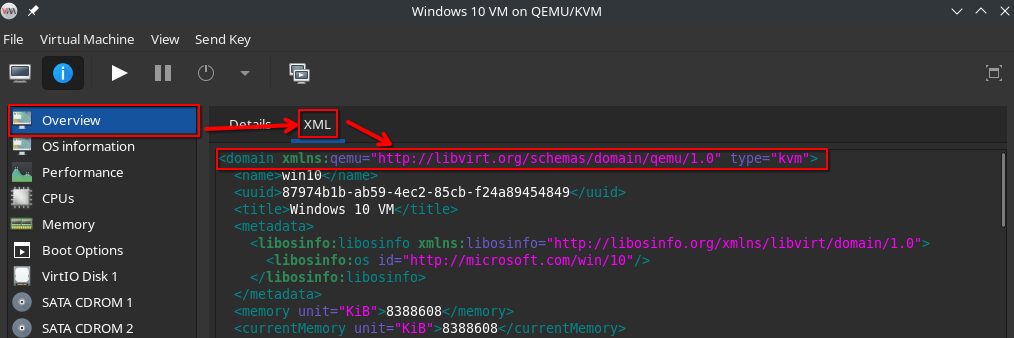 Windows 10 VM on QEMU/KVM
File Virtual Machine View Send Key
Overview
OS information
Performance
CPUs
Memory
Boot Options
VirtIO Disk 1
SATA CDROM 1
SATA CDROM 2
Details XML
<domain xmlns:qemu="http://libvirt.org/schemas/domain/qemu/1.0" type="kvm">
<name>win10</name>
<uuid>87974b1b-ab59-4ec2-85cb-f24a89454849</uuid>
<title>Windows 10 VM</title>
<metadata>
<libosinfo:libosinfo xmlns:libosinfo="http://libosinfo.org/xmlns/libvirt/domain/1.0">
<libosinfo:os id="http://microsoft.com/win/10"/>
</libosinfo:libosinfo>
</metadata>
<memory unit="KiB">8388608</memory>
<currentMemory unit="KiB">8388608</currentMemory>